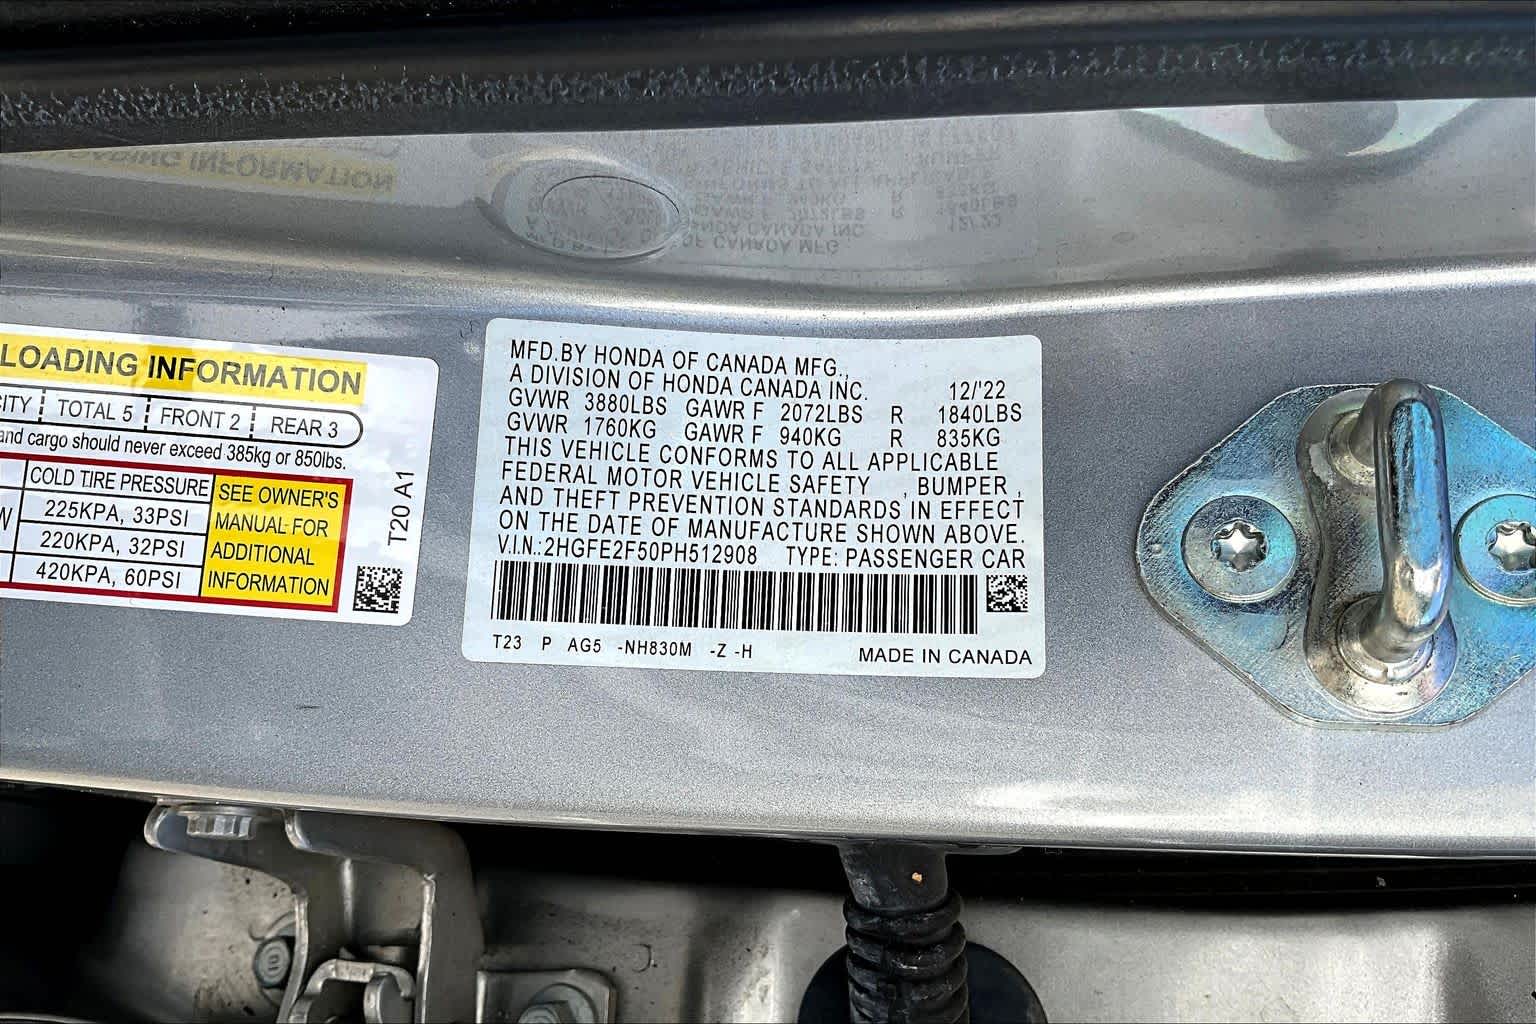 LOADING INFORMATION
CITY TOTAL 5 FRONT 2 REAR 3
and cargo should never exceed 385kg or 850lbs.
COLD TIRE PRESSURE
225KPA, 33PSI
220KPA, 32PSI
420KPA, 60PSI
SEE OWNER'S
MANUAL FOR
ADDITIONAL
INFORMATION
T20 A1
MFD.BY HONDA OF CANADA MFG.,
A DIVISION OF HONDA CANADA INC. 12/'22
GVWR 3880LBS GAWR F 2072LBS R 1840LBS
GVWR 1760KG GAWR F 940KG R 835KG
THIS VEHICLE CONFORMS TO ALL APPLICABLE
FEDERAL MOTOR VEHICLE SAFETY , BUMPER ,
AND THEFT PREVENTION STANDARDS IN EFFECT
ON THE DATE OF MANUFACTURE SHOWN ABOVE.
V.I.N.:2HGFE2F50PH512908 TYPE: PASSENGER CAR
T23 P AG5 -NH830M -Z -H MADE IN CANADA